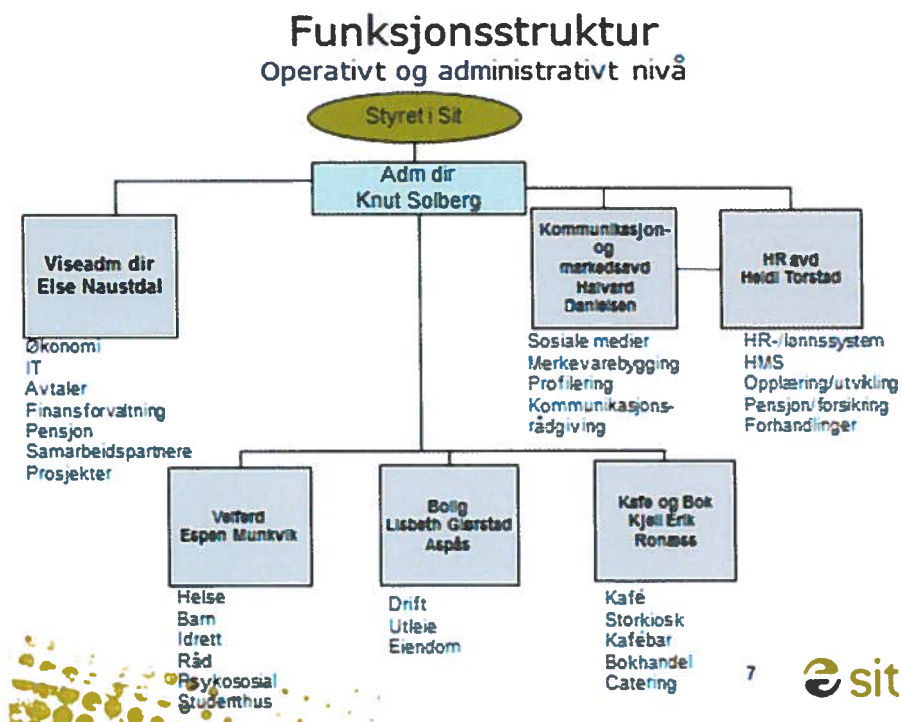 Funksjonsstruktur
Operativt og administrativt nivå
Styret i Sit
Adm dir
Knut Solberg
Viseadm dir
Else Naustdal
Økonomi
IT
Avtaler
Finansforvaltning
Pensjon
Samarbeidspartnere
Prosjekter
Kommunikasjon-
og
markedsavd
Halvard
Danielsen
Sosiale medier
Merkevarebygging
Profilering
Kommunikasjons-
rådgiving
HR avd
Heidi Torstad
HR-/lønnssystem
HMS
Opplæring/utvikling
Pensjon/forsikring
Forhandlinger
Velferd
Espen Munkvik
Helse
Barn
Idrett
Råd
Psykososial
Studenthus
Bolig
Lisbeth Glørstad
Aspås
Drift
Utleie
Eiendom
Kafe og Bok
Kjell Erik
Ronæss
Kafé
Storkiosk
Kafébar
Bokhandel
Catering
7
sit